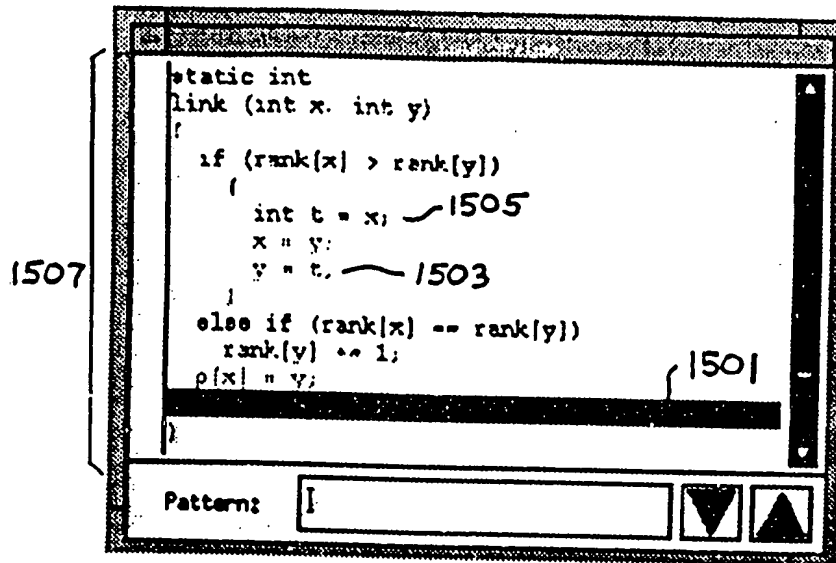 static int
link (int x, int y)
{
if (rank[x] > rank[y])
{
int t = x; 1505
x = y;
y = t; 1503
}
1507
else if (rank[x] == rank[y])
rank[y] += 1;
1501
p[x] = y;
}
Pattern: